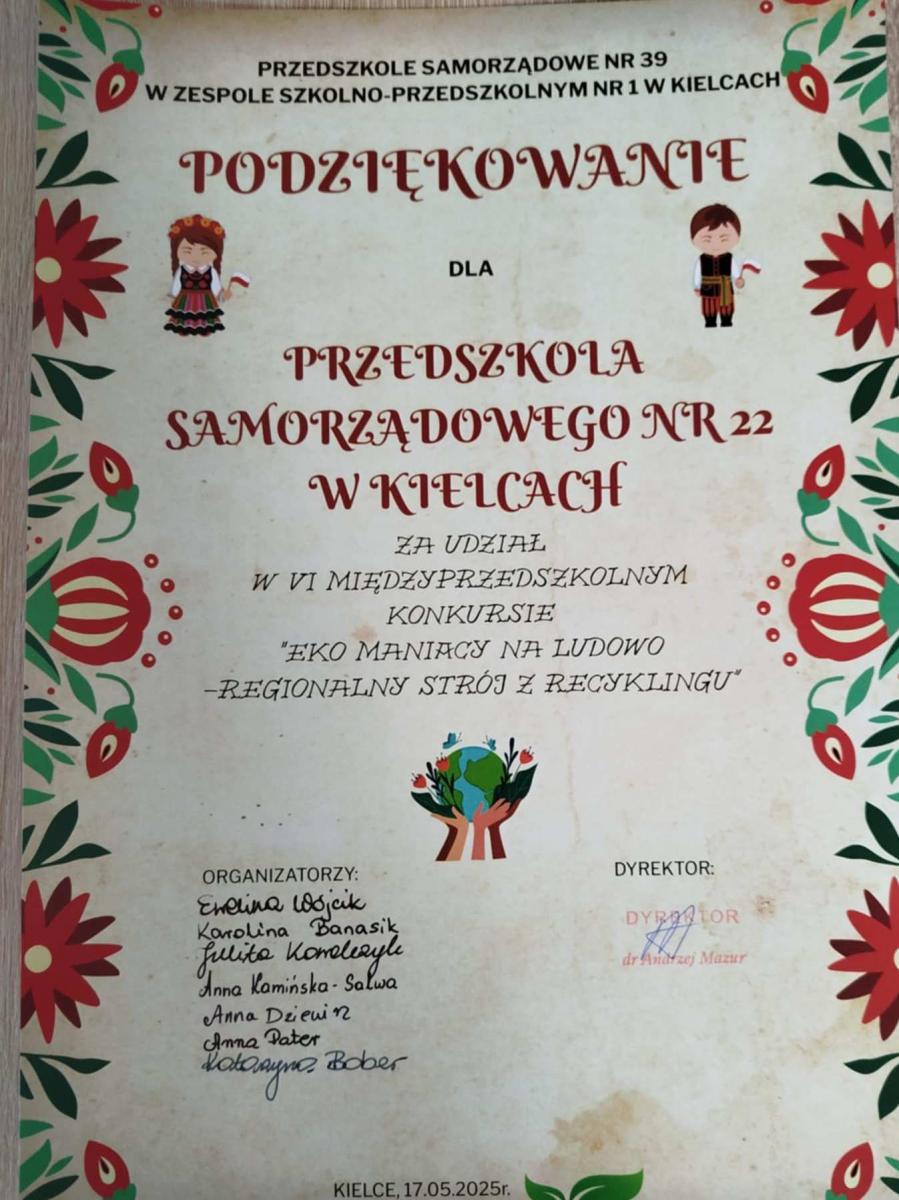 PRZEDSZKOLE SAMORZĄDOWE NR 39
W ZESPOLE SZKOLNO-PRZEDSZKOLNYM NR 1 W KIELCACH
PODZIĘKOWANIE
DLA
PRZEDSZKOLA
SAMORZĄDOWEGO NR 22
W KIELCACH
ZA UDZIAŁ
W VI MIĘDZYPRZEDSZKOLNYM
KONKURSIE
"EKO MANIACY NA LUDOWO
-REGIONALNY STRÓJ Z RECYKLINGU"
ORGANIZATORZY:
Ewelina Wójcik
Karolina Banasik
Julita Kowalczyk
Anna Kamińska-Salwa
Anna
Anna Pater
Katarzyna Bober
DYREKTOR:
DYREKTOR
dr Andrzej Mazur
KIELCE, 17.05.2025r.